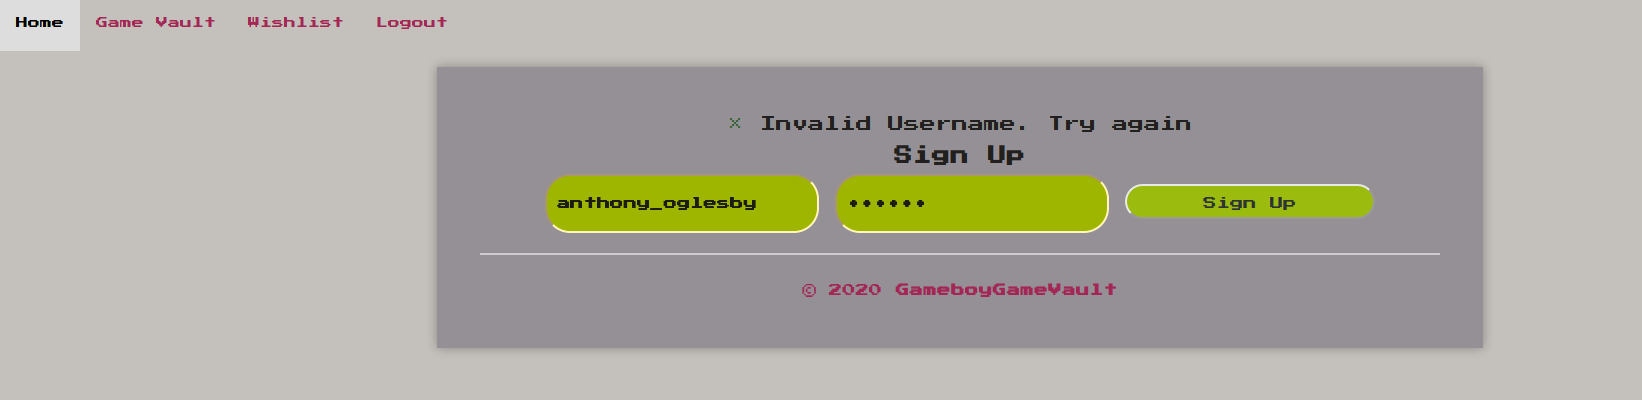 Home Game Vault Wishlist Logout
× Invalid Username. Try again
Sign Up
anthony_oglesby •••••• Sign Up
© 2020 GameboyGameVault